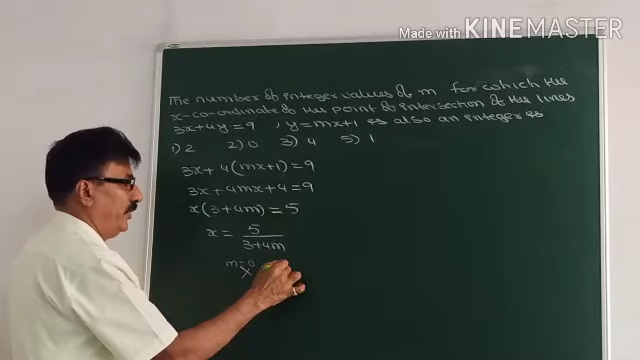 Made with KINEMASTER
The number of integer values of m for which the
x-co-ordinate of the point of intersection of the lines
3x+4y=9 , y=mx+1 is also an integer is
1) 2 2) 0 3) 4 5) 1
3x+4(mx+1)=9
3x+4mx+4=9
x(3+4m)=5
x = 5/(3+4m)
m=0
x